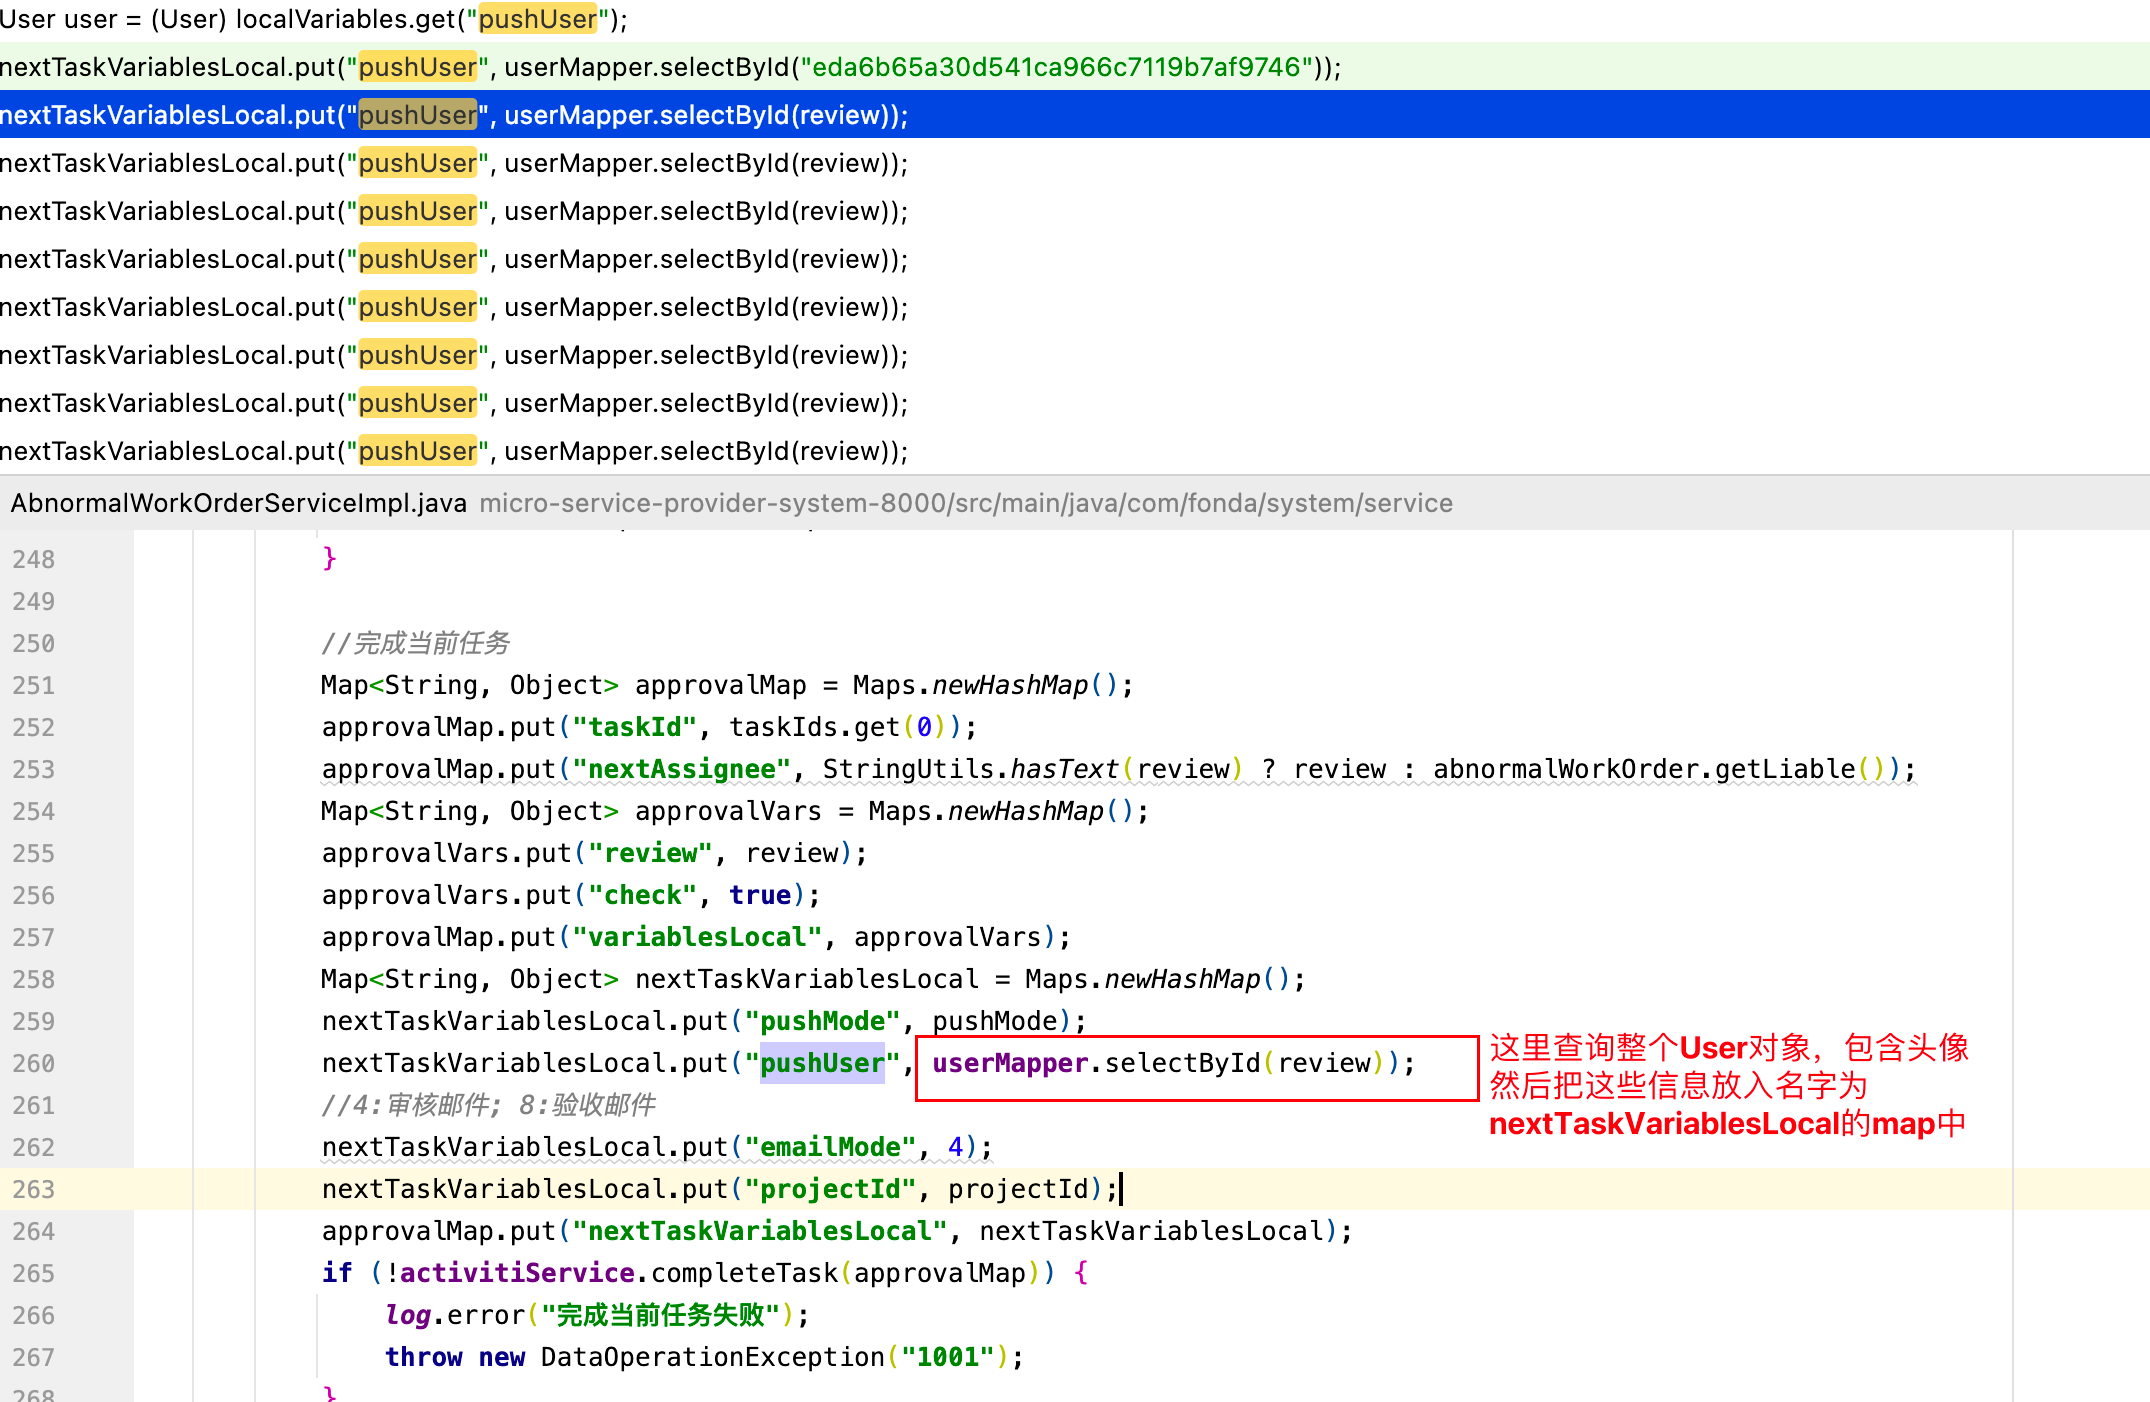 User user = (User) localVariables.get("pushUser");
nextTaskVariablesLocal.put("pushUser", userMapper.selectById("eda6b65a30d541ca966c7119b7af9746"));
nextTaskVariablesLocal.put("pushUser", userMapper.selectById(review));
nextTaskVariablesLocal.put("pushUser", userMapper.selectById(review));
nextTaskVariablesLocal.put("pushUser", userMapper.selectById(review));
nextTaskVariablesLocal.put("pushUser", userMapper.selectById(review));
nextTaskVariablesLocal.put("pushUser", userMapper.selectById(review));
nextTaskVariablesLocal.put("pushUser", userMapper.selectById(review));
nextTaskVariablesLocal.put("pushUser", userMapper.selectById(review));
nextTaskVariablesLocal.put("pushUser", userMapper.selectById(review));
AbnormalWorkOrderServiceImpl.java micro-service-provider-system-8000/src/main/java/com/fonda/system/service
248 }
249
250 //完成当前任务
251 Map<String, Object> approvalMap = Maps.newHashMap();
252 approvalMap.put("taskId", taskIds.get(0));
253 approvalMap.put("nextAssignee", StringUtils.hasText(review) ? review : abnormalWorkOrder.getLiable());
254 Map<String, Object> approvalVars = Maps.newHashMap();
255 approvalVars.put("review", review);
256 approvalVars.put("check", true);
257 approvalMap.put("variablesLocal", approvalVars);
258 Map<String, Object> nextTaskVariablesLocal = Maps.newHashMap();
259 nextTaskVariablesLocal.put("pushMode", pushMode);
260 nextTaskVariablesLocal.put("pushUser", userMapper.selectById(review));
这里查询整个User对象，包含头像
然后把这些信息放入名字为
nextTaskVariablesLocal的map中
261 //4:审核邮件; 8:验收邮件
262 nextTaskVariablesLocal.put("emailMode", 4);
263 nextTaskVariablesLocal.put("projectId", projectId);
264 approvalMap.put("nextTaskVariablesLocal", nextTaskVariablesLocal);
265 if (!activitiService.completeTask(approvalMap)) {
266 log.error("完成当前任务失败");
267 throw new DataOperationException("1001");
268 }